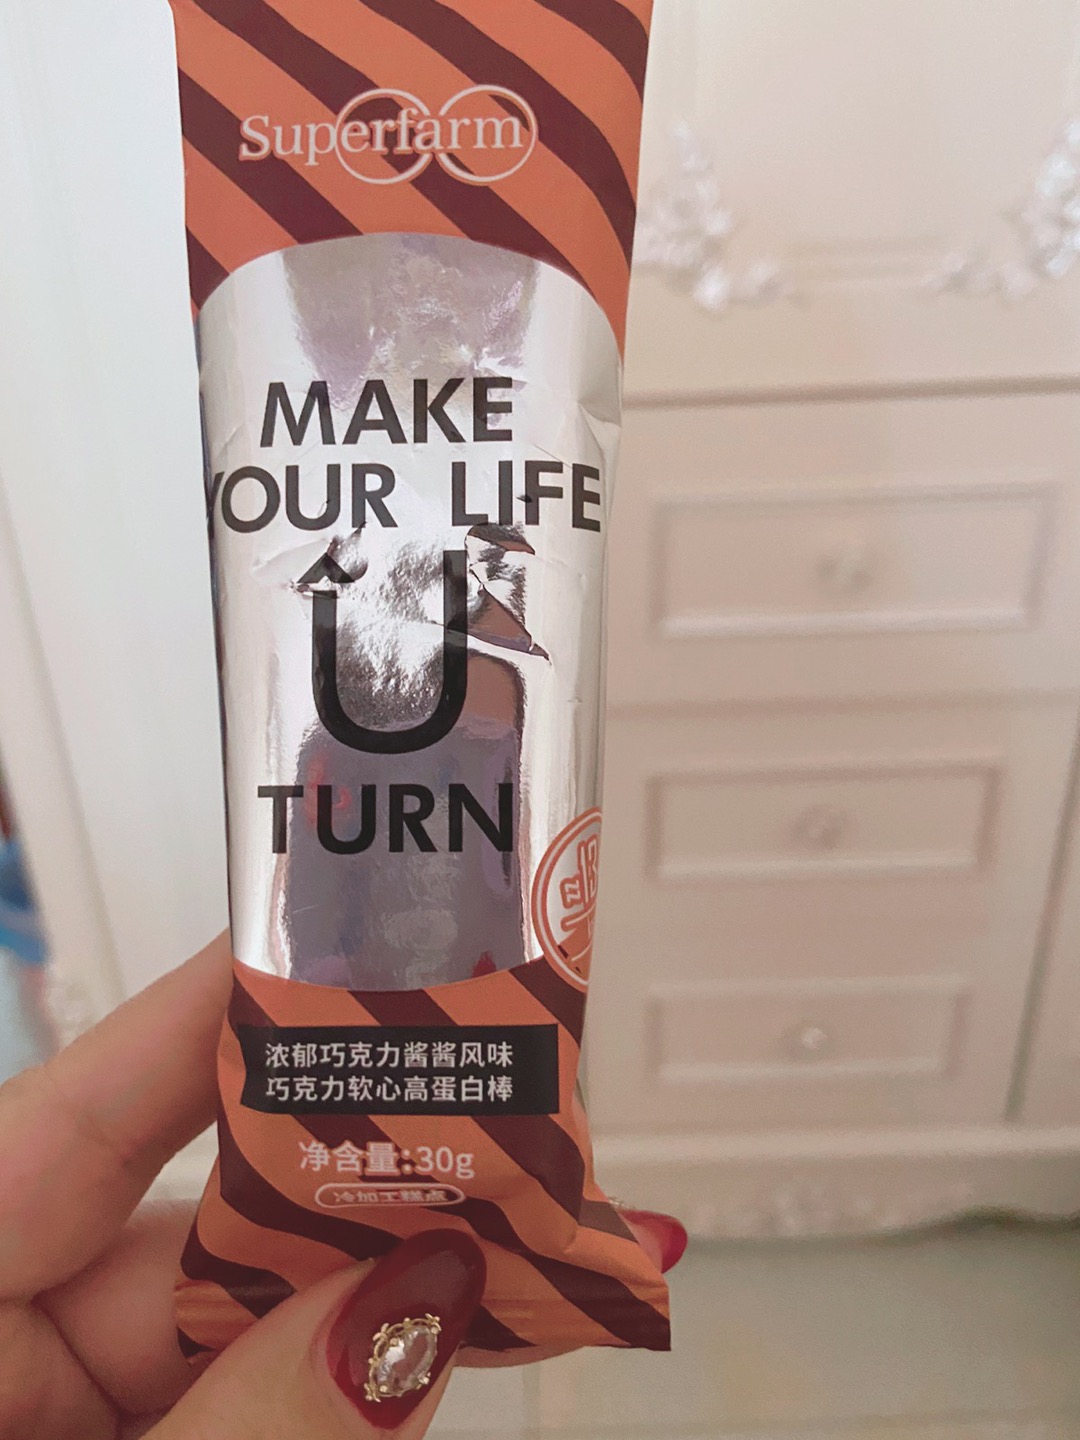 Superfarm
MAKE
YOUR LIFE
U
TURN
浓郁巧克力酱酱风味
巧克力软心高蛋白棒
净含量:30g
冷加工糕点